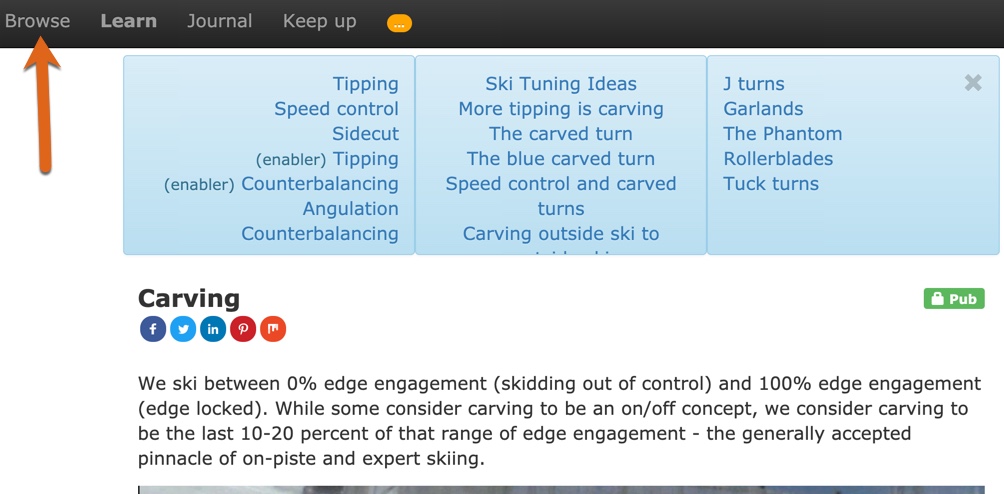 Browse Learn Journal Keep up ...
Tipping
Speed control
Sidecut
(enabler) Tipping
(enabler) Counterbalancing
Angulation
Counterbalancing
Ski Tuning Ideas
More tipping is carving
The carved turn
The blue carved turn
Speed control and carved
turns
Carving outside ski to
J turns
Garlands
The Phantom
Rollerblades
Tuck turns
Carving
Pub
We ski between 0% edge engagement (skidding out of control) and 100% edge engagement
(edge locked). While some consider carving to be an on/off concept, we consider carving to
be the last 10-20 percent of that range of edge engagement - the generally accepted
pinnacle of on-piste and expert skiing.